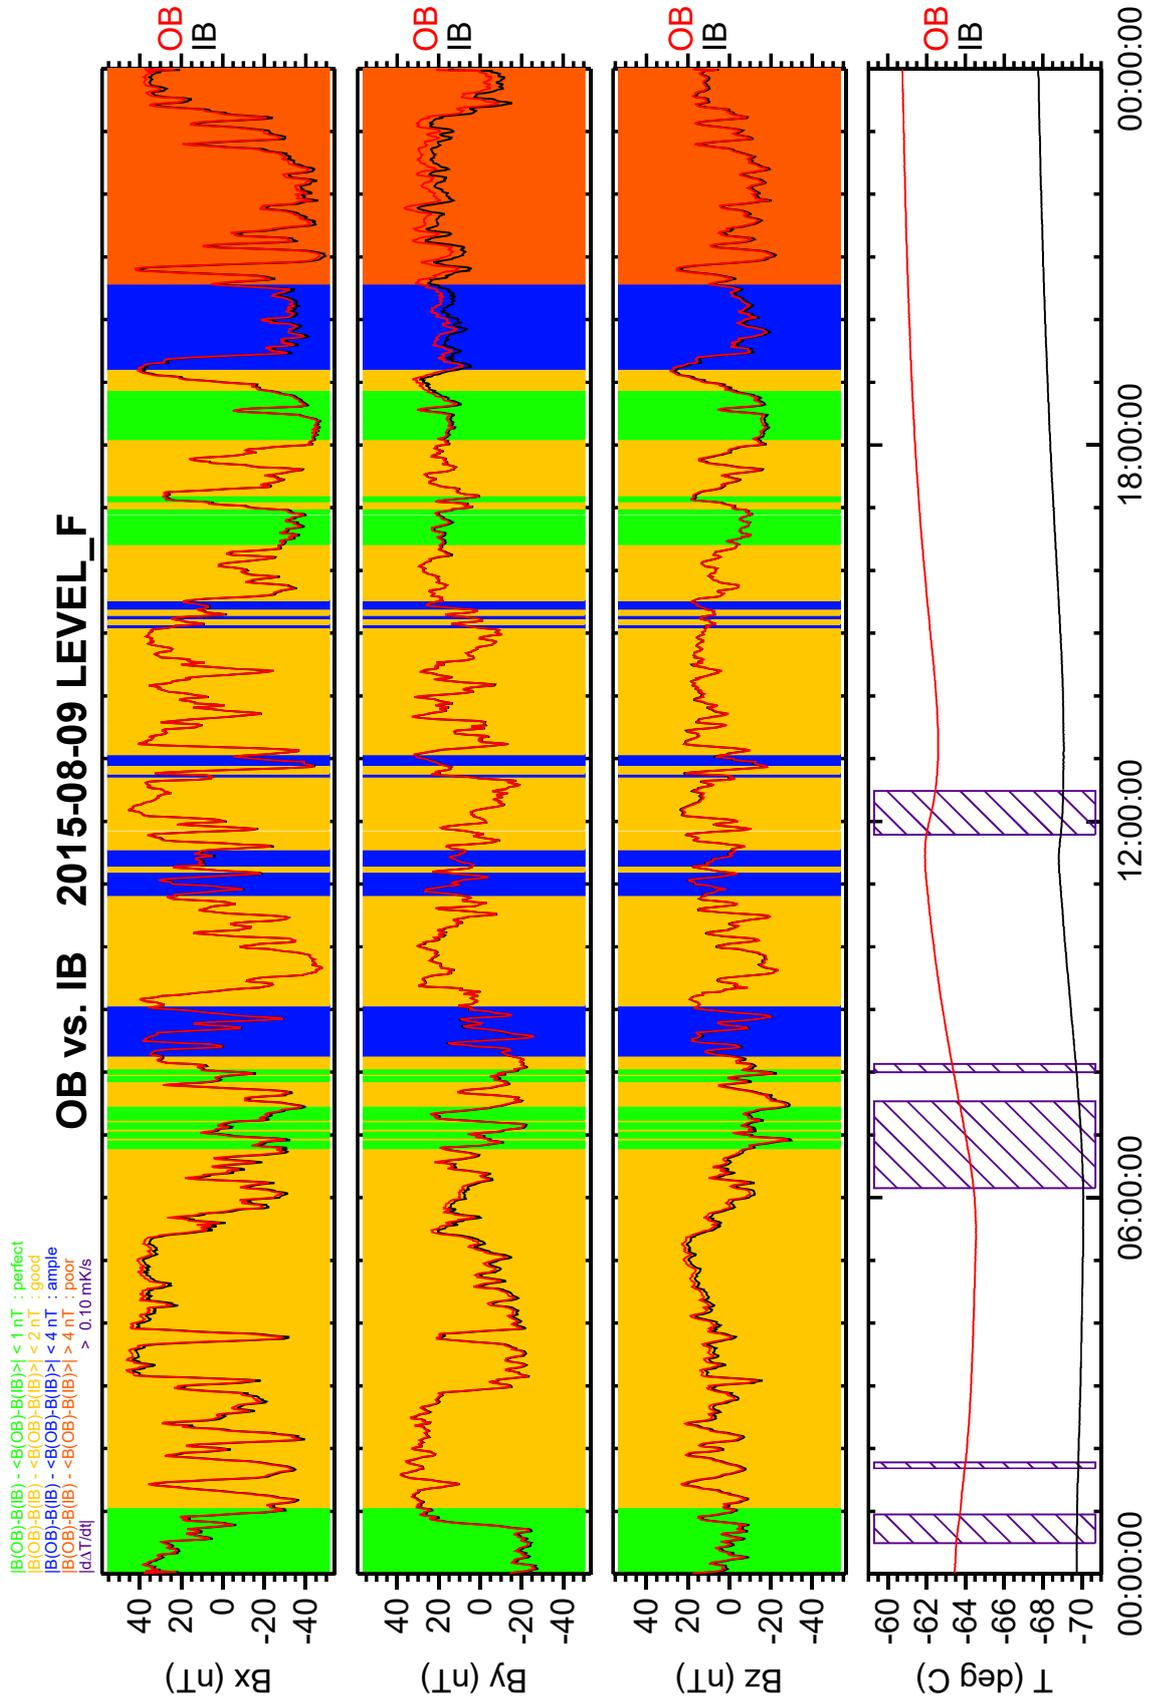 |B(OB)-B(IB) - <B(OB)-B(IB)>| < 1 nT : perfect
|B(OB)-B(IB) - <B(OB)-B(IB)>| < 2 nT : good
|B(OB)-B(IB) - <B(OB)-B(IB)>| < 4 nT : ample
|B(OB)-B(IB) - <B(OB)-B(IB)>| > 4 nT : poor
|dΔT/dt| > 0.10 mK/s
OB vs. IB 2015-08-09 LEVEL_F
Bx (nT)
40
20
0
-20
-40
OB
IB
By (nT)
40
20
0
-20
-40
OB
IB
Bz (nT)
40
20
0
-20
-40
OB
IB
T (deg C)
-60
-62
-64
-66
-68
-70
OB
IB
00:00:00 06:00:00 12:00:00 18:00:00 00:00:00